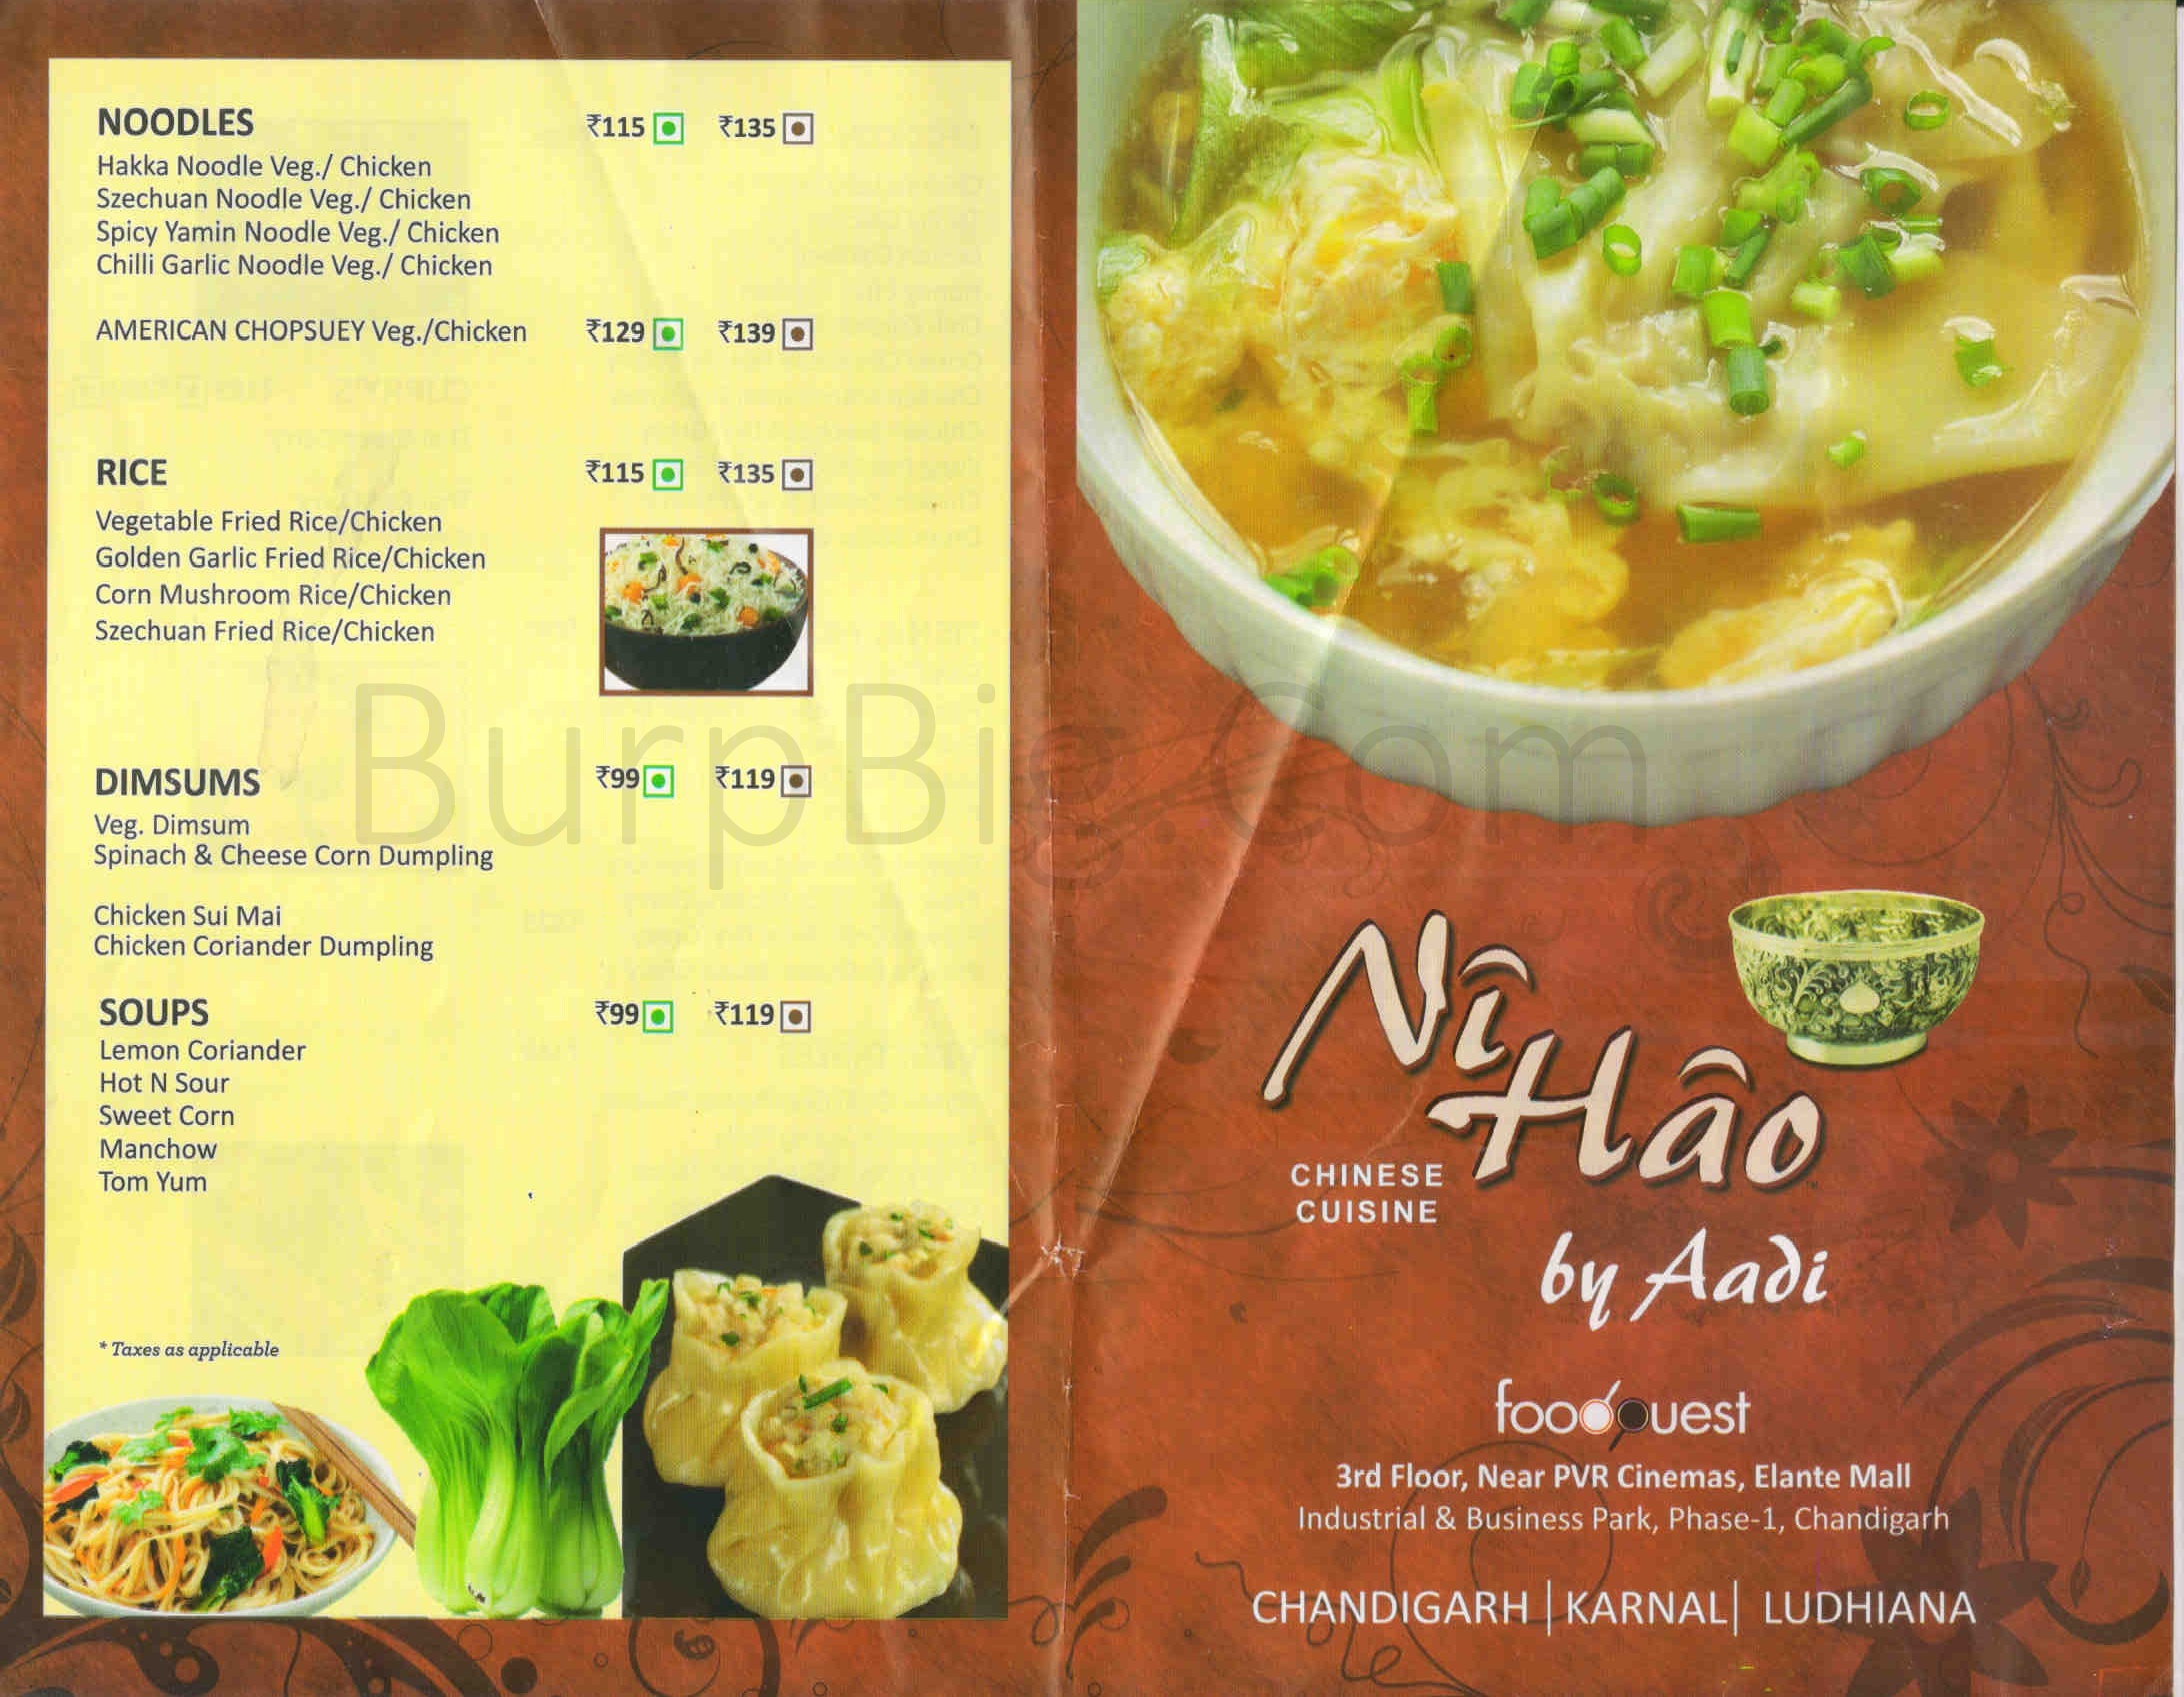 NOODLES ₹115 ₹135
Hakka Noodle Veg./ Chicken
Szechuan Noodle Veg./ Chicken
Spicy Yamin Noodle Veg./ Chicken
Chilli Garlic Noodle Veg./ Chicken
AMERICAN CHOPSUEY Veg./Chicken ₹129 ₹139
RICE ₹115 ₹135
Vegetable Fried Rice/Chicken
Golden Garlic Fried Rice/Chicken
Corn Mushroom Rice/Chicken
Szechuan Fried Rice/Chicken
DIMSUMS ₹99 ₹119
Veg. Dimsum
Spinach & Cheese Corn Dumpling
Chicken Sui Mai
Chicken Coriander Dumpling
SOUPS ₹99 ₹119
Lemon Coriander
Hot N Sour
Sweet Corn
Manchow
Tom Yum
* Taxes as applicable
BurpBig.Com
Nî
Hâo
CHINESE
CUISINE
by Aadi
foodQuest
3rd Floor, Near PVR Cinemas, Elante Mall
Industrial & Business Park, Phase-1, Chandigarh
CHANDIGARH | KARNAL | LUDHIANA